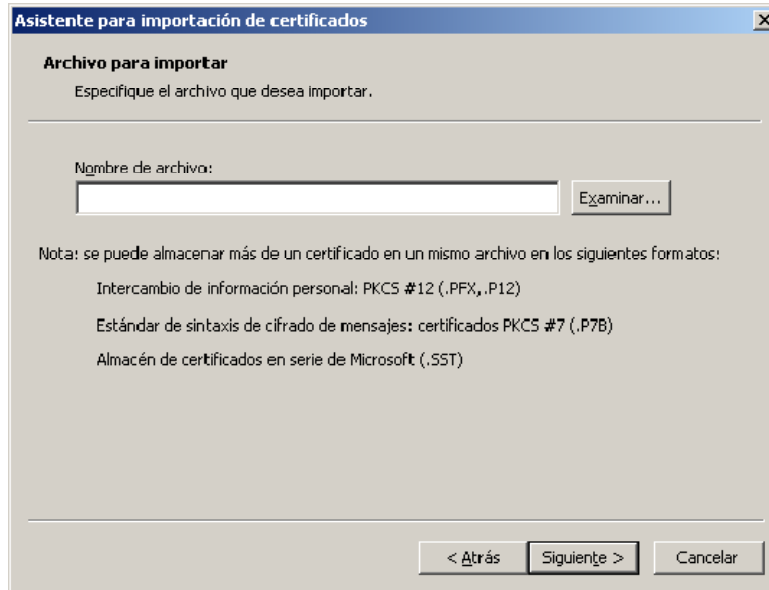 Asistente para importación de certificados
Archivo para importar
Especifique el archivo que desea importar.
Nombre de archivo:
Examinar...
Nota: se puede almacenar más de un certificado en un mismo archivo en los siguientes formatos:
Intercambio de información personal: PKCS #12 (.PFX,.P12)
Estándar de sintaxis de cifrado de mensajes: certificados PKCS #7 (.P7B)
Almacén de certificados en serie de Microsoft (.SST)
< Atrás Siguiente > Cancelar